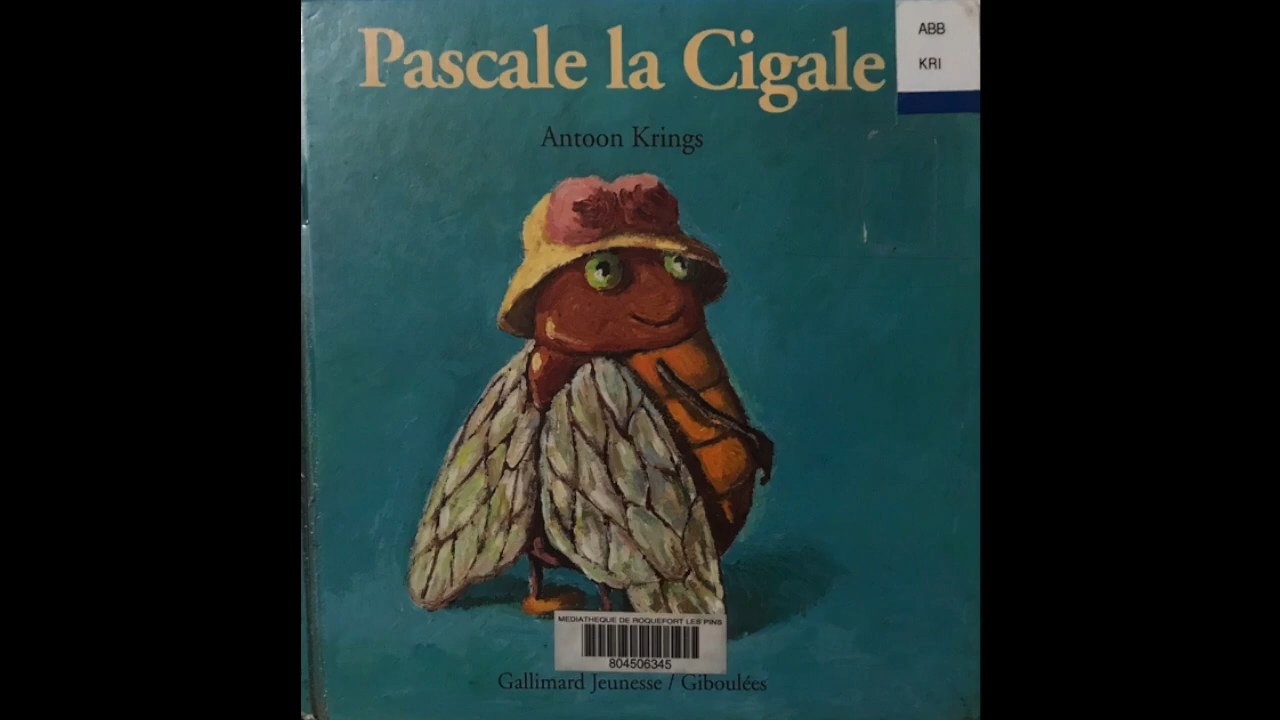 Pascale la Cigale
ABB
KRI
Antoon Krings
MEDIATHEQUE DE ROQUEFORT LES PINS
804506345
Gallimard Jeunesse / Giboulées